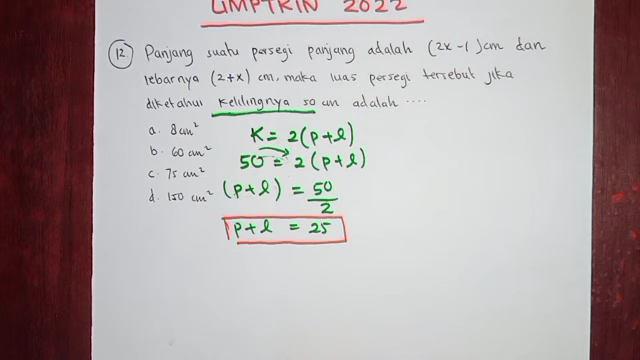 UMPTKIN 2022
12. Panjang suatu persegi panjang adalah (2x-1)cm dan
lebarnya (2+x) cm, maka luas persegi tersebut jika
diketahui kelilingnya 50 cm adalah ....
a. 8 cm²
b. 60 cm²
c. 75 cm²
d. 150 cm²
K = 2(p+l)
50 = 2(p+l)
(p+l) = 50/2
p+l = 25